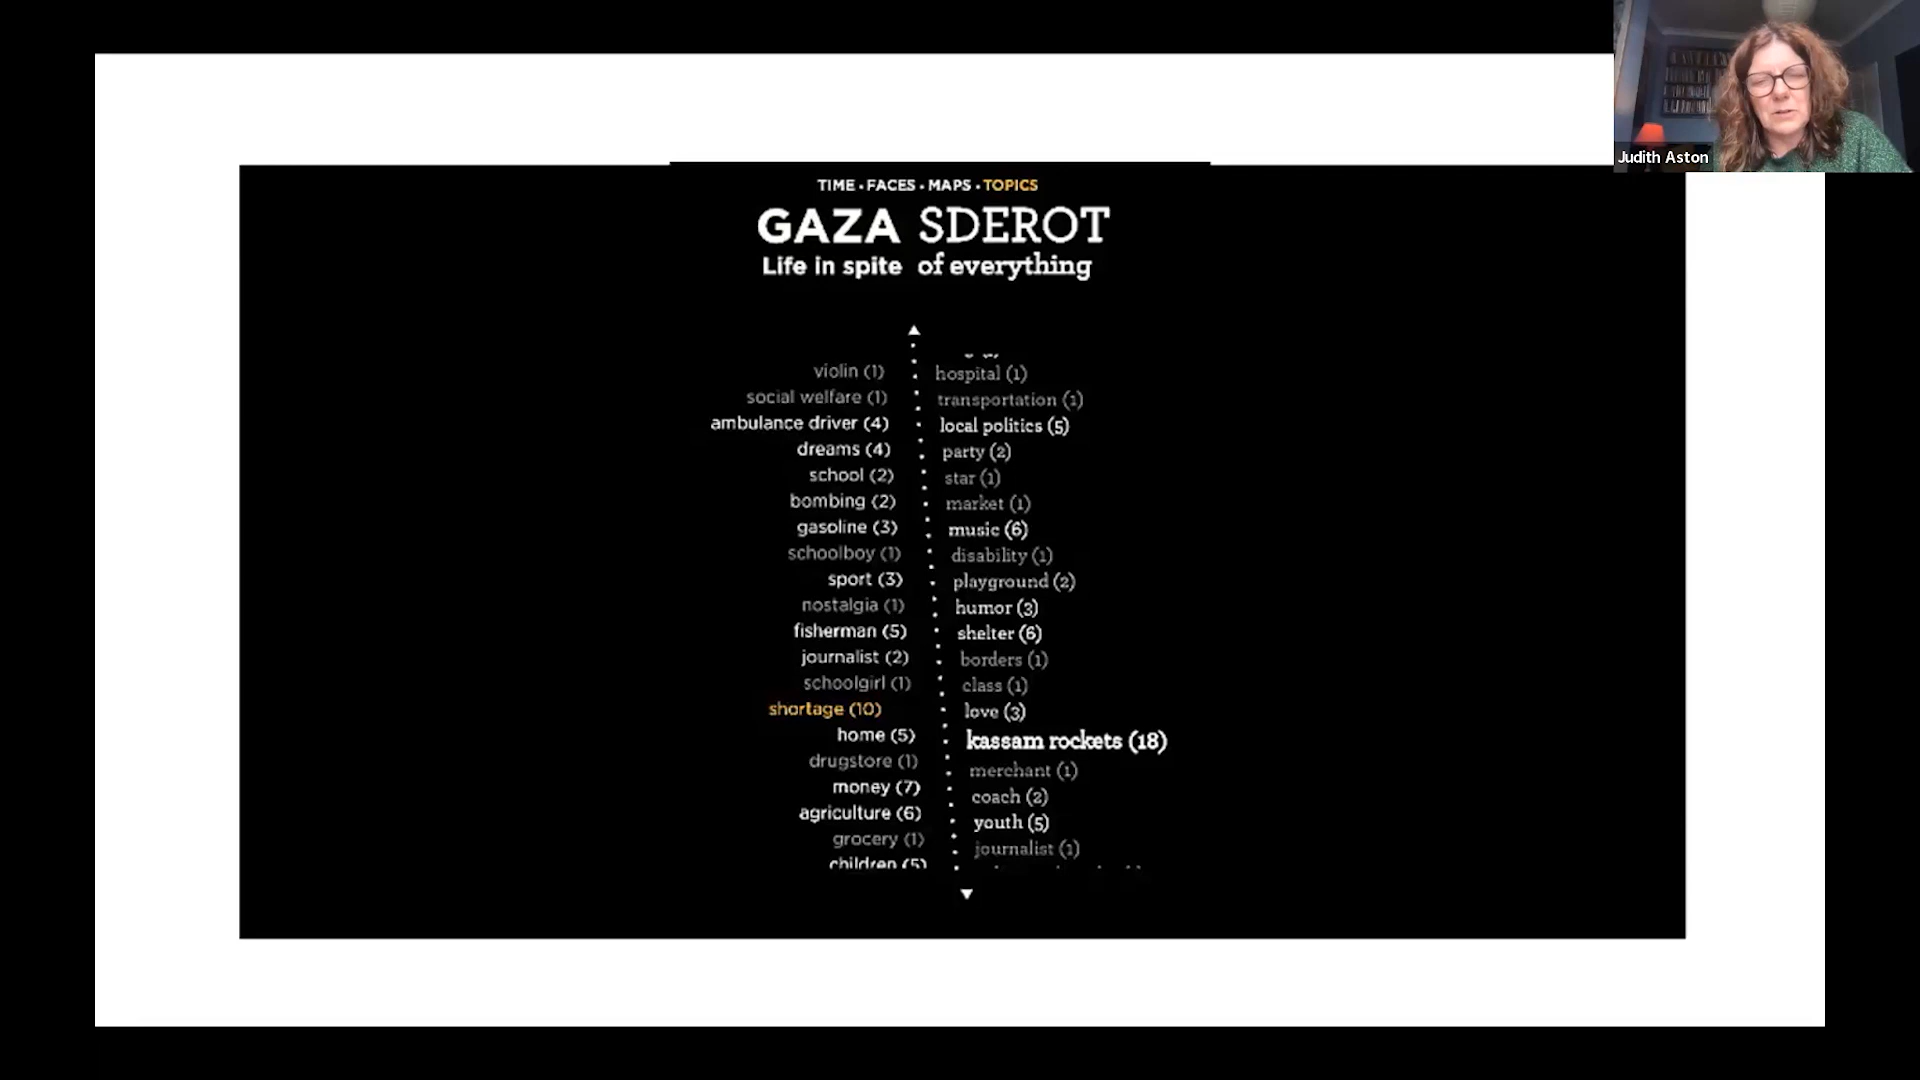 Judith Aston
TIME • FACES • MAPS • TOPICS
GAZA SDEROT
Life in spite of everything
violin (1)
social welfare (1)
ambulance driver (4)
dreams (4)
school (2)
bombing (2)
gasoline (3)
schoolboy (1)
sport (3)
nostalgia (1)
fisherman (5)
journalist (2)
schoolgirl (1)
shortage (10)
home (5)
drugstore (1)
money (7)
agriculture (6)
grocery (1)
children (5)
hospital (1)
transportation (1)
local politics (5)
party (2)
star (1)
market (1)
music (6)
disability (1)
playground (2)
humor (3)
shelter (6)
borders (1)
class (1)
love (3)
kassam rockets (18)
merchant (1)
coach (2)
youth (5)
journalist (1)